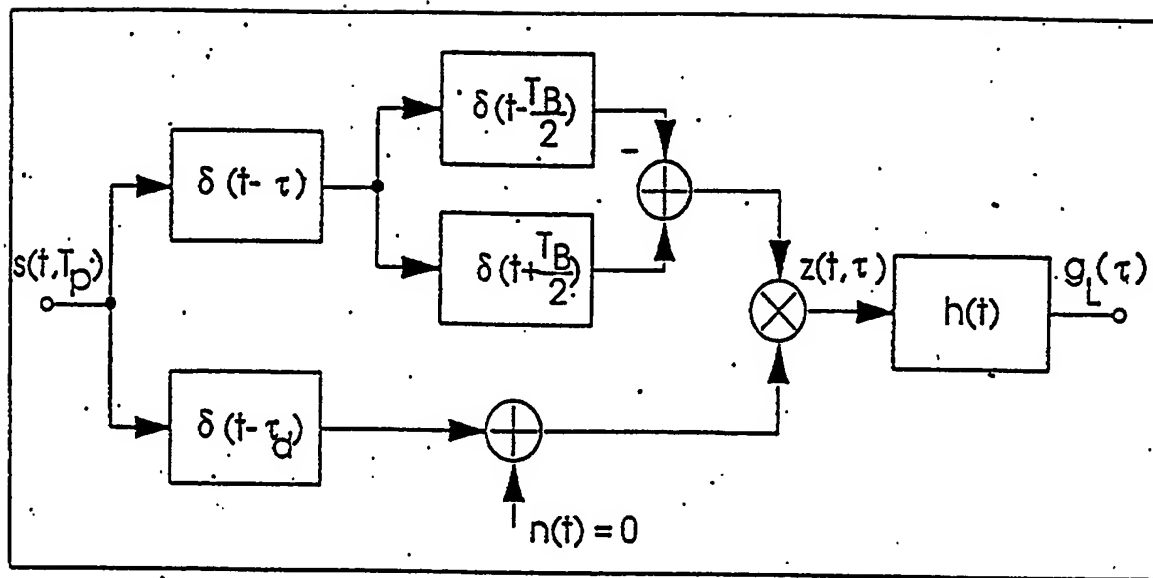 δ(t-T_B/2)
-
δ(t-τ)
s(t,T_p)
δ(t+T_B/2)
z(t,τ)
h(t)
g_L(τ)
δ(t-τ_d)
n(t)=0